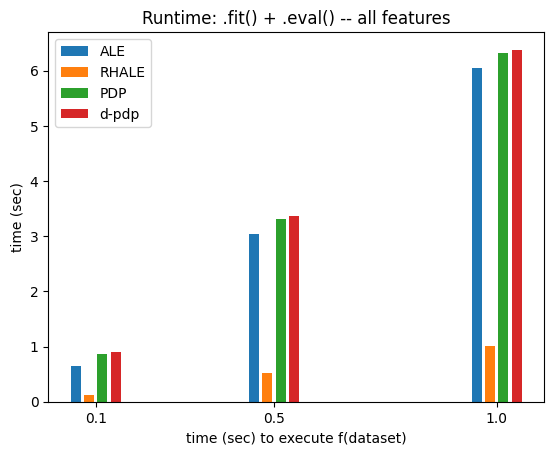 Runtime: .fit() + .eval() -- all features
ALE
RHALE
PDP
d-pdp
time (sec)
6
5
4
3
2
1
0
0.1
0.5
1.0
time (sec) to execute f(dataset)